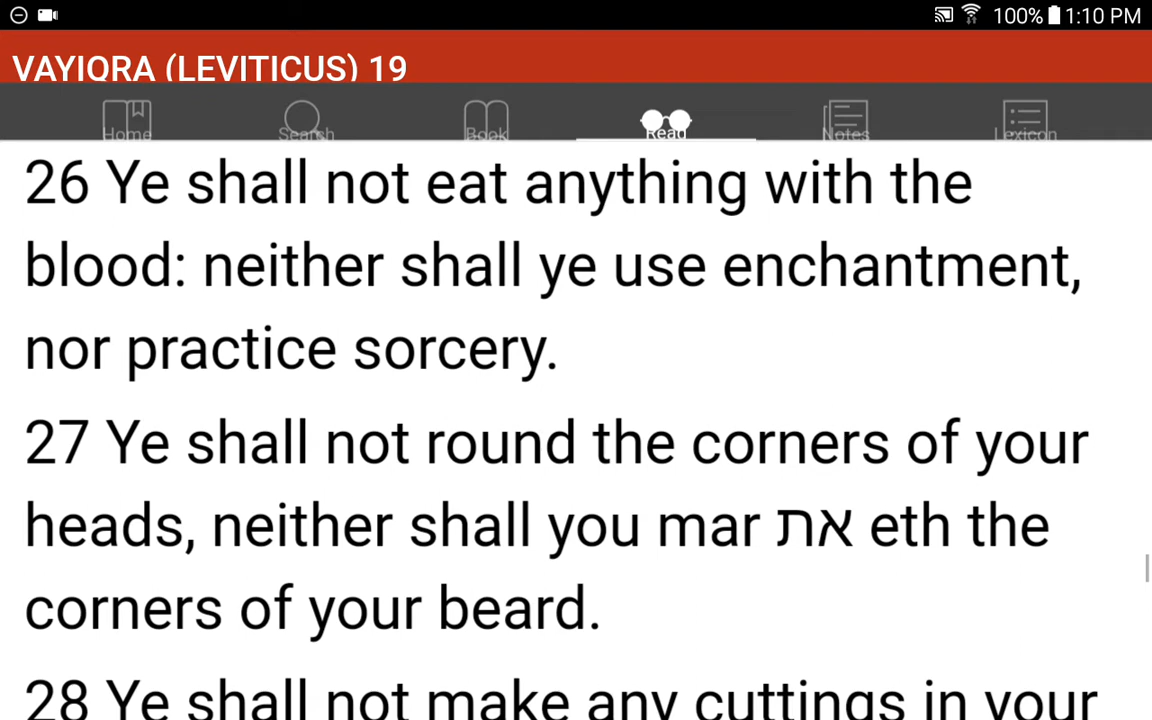 100% 1:10 PM
VAYIQRA (LEVITICUS) 19
Home Search Book Read Notes Lexicon
26 Ye shall not eat anything with the
blood: neither shall ye use enchantment,
nor practice sorcery.
27 Ye shall not round the corners of your
heads, neither shall you mar את eth the
corners of your beard.
28 Ye shall not make any cuttings in your